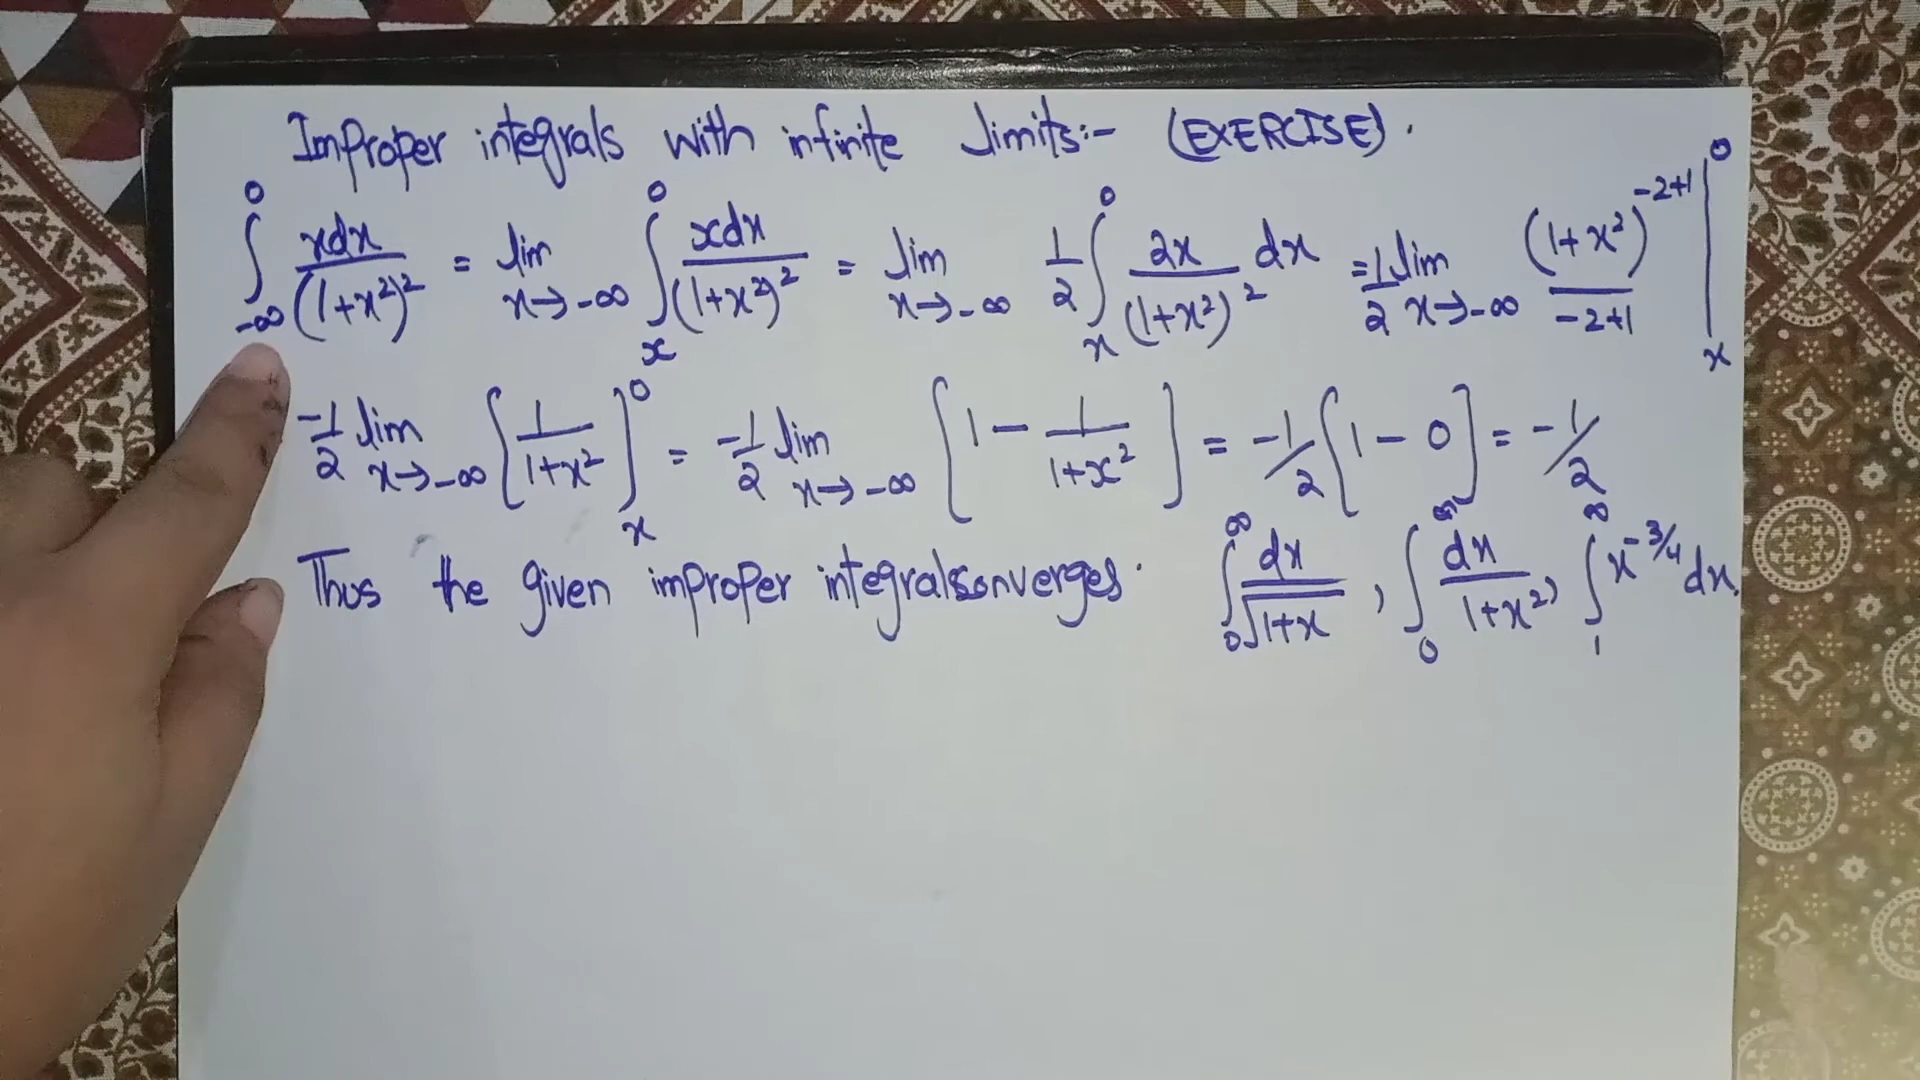 Improper integrals with infinite limits:- (EXERCISE).
∫_{-∞}^{0} xdx/(1+x²)² = lim_{x→-∞} ∫_{x}^{0} xdx/(1+x²)² = lim_{x→-∞} 1/2 ∫_{x}^{0} 2x/(1+x²)² dx = 1/2 lim_{x→-∞} (1+x²)^{-2+1}/(-2+1) |_{x}^{0}
-1/2 lim_{x→-∞} [1/(1+x²)]_{x}^{0} = -1/2 lim_{x→-∞} [1 - 1/(1+x²)] = -1/2 [1-0] = -1/2
Thus the given improper integralsonverges. ∫_{0}^{∞} dx/√(1+x), ∫_{0}^{∞} dx/(1+x²), ∫_{1}^{∞} x^{-3/4} dx.